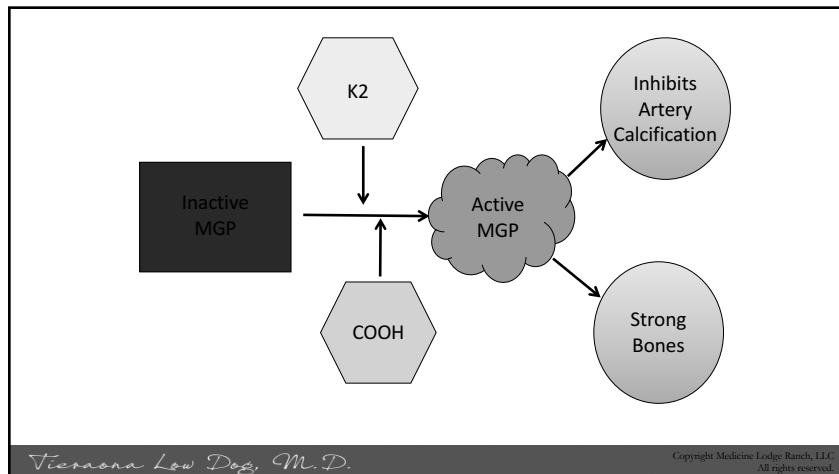 K2
Inhibits
Artery
Calcification
Inactive
MGP
Active
MGP
COOH
Strong
Bones
Tieraona Low Dog, M.D.
Copyright Medicine Lodge Ranch, LLC
All rights reserved.